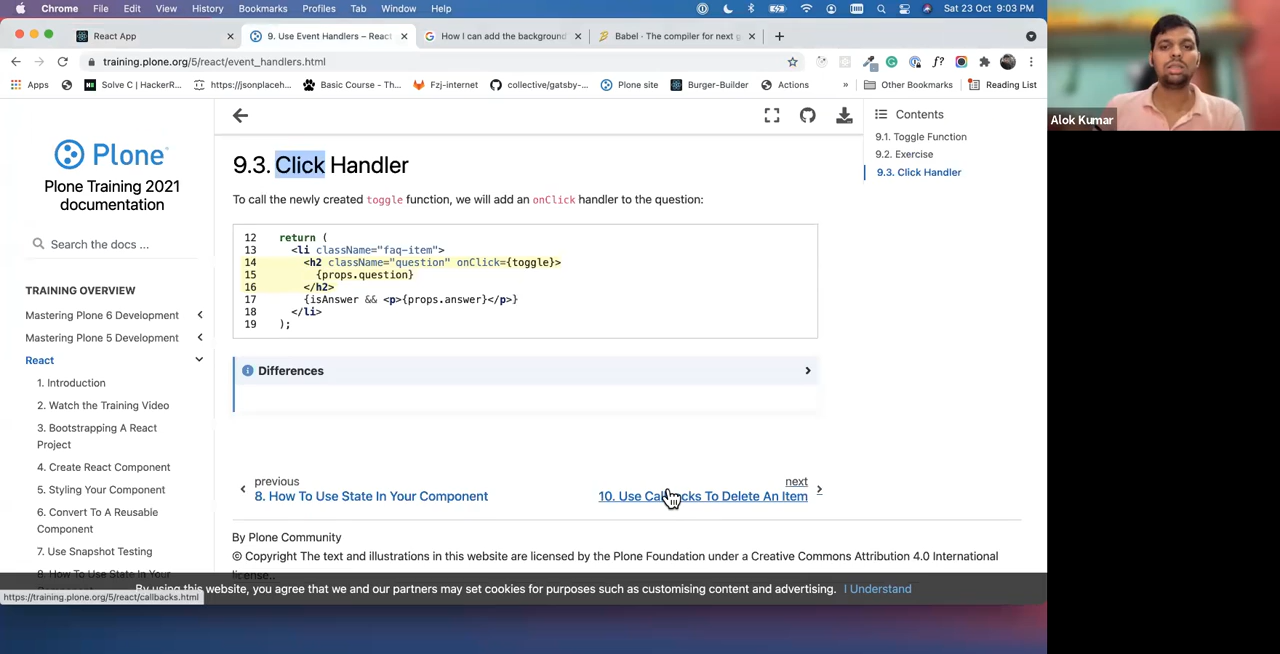 Chrome File Edit View History Bookmarks Profiles Tab Window Help Sat 23 Oct 9:03 PM
React App 9. Use Event Handlers – React How I can add the background Babel · The compiler for next g
training.plone.org/5/react/event_handlers.html
Apps Solve C | HackerR... https://jsonplaceh... Basic Course - Th... Fzj-internet collective/gatsby-... Plone site Burger-Builder Actions » Other Bookmarks Reading List
Alok Kumar
Plone
Plone Training 2021
documentation
Search the docs ...
TRAINING OVERVIEW
Mastering Plone 6 Development
Mastering Plone 5 Development
React
1. Introduction
2. Watch the Training Video
3. Bootstrapping A React
Project
4. Create React Component
5. Styling Your Component
6. Convert To A Reusable
Component
7. Use Snapshot Testing
8. How To Use State In Your
9.3. Click Handler
To call the newly created toggle function, we will add an onClick handler to the question:
12 return (
13 <li className="faq-item">
14 <h2 className="question" onClick={toggle}>
15 {props.question}
16 </h2>
17 {isAnswer && <p>{props.answer}</p>}
18 </li>
19 );
Differences
previous
8. How To Use State In Your Component
next
10. Use Callbacks To Delete An Item
By Plone Community
© Copyright The text and illustrations in this website are licensed by the Plone Foundation under a Creative Commons Attribution 4.0 International
license..
Contents
9.1. Toggle Function
9.2. Exercise
9.3. Click Handler
By using this website, you agree that we and our partners may set cookies for purposes such as customising content and advertising. I Understand
https://training.plone.org/5/react/callbacks.html